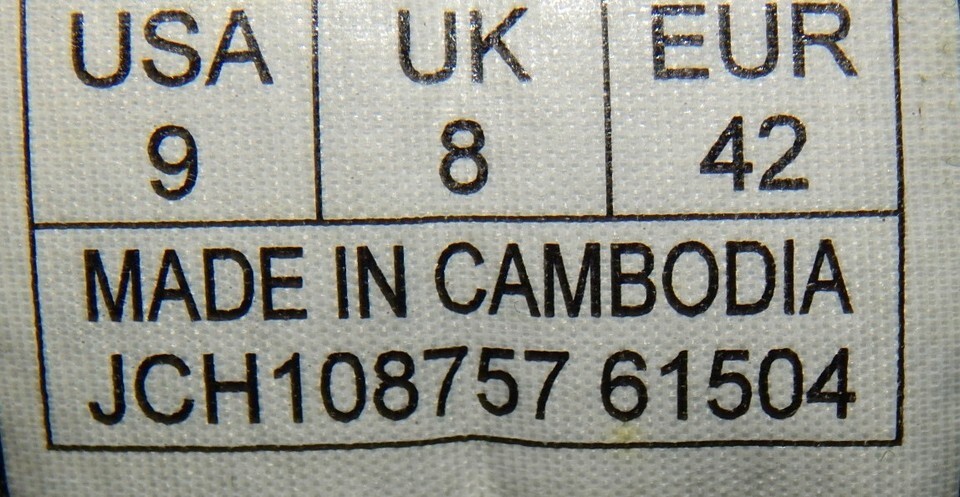 USA UK EUR
9 8 42
MADE IN CAMBODIA
JCH108757 61504